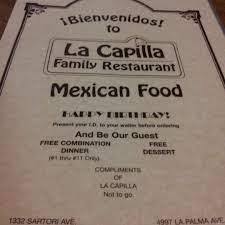 ¡Bienvenidos!
to
La Capilla
Family Restaurant
Mexican Food
HAPPY BIRTHDAY!
Present your I.D. to your waiter before ordering
And Be Our Guest
FREE COMBINATION FREE
DINNER DESSERT
(#1 thru #11 Only)
COMPLIMENTS
OF
LA CAPILLA
Not to go.
1332 SARTORI AVE. 4997 LA PALMA AVE.